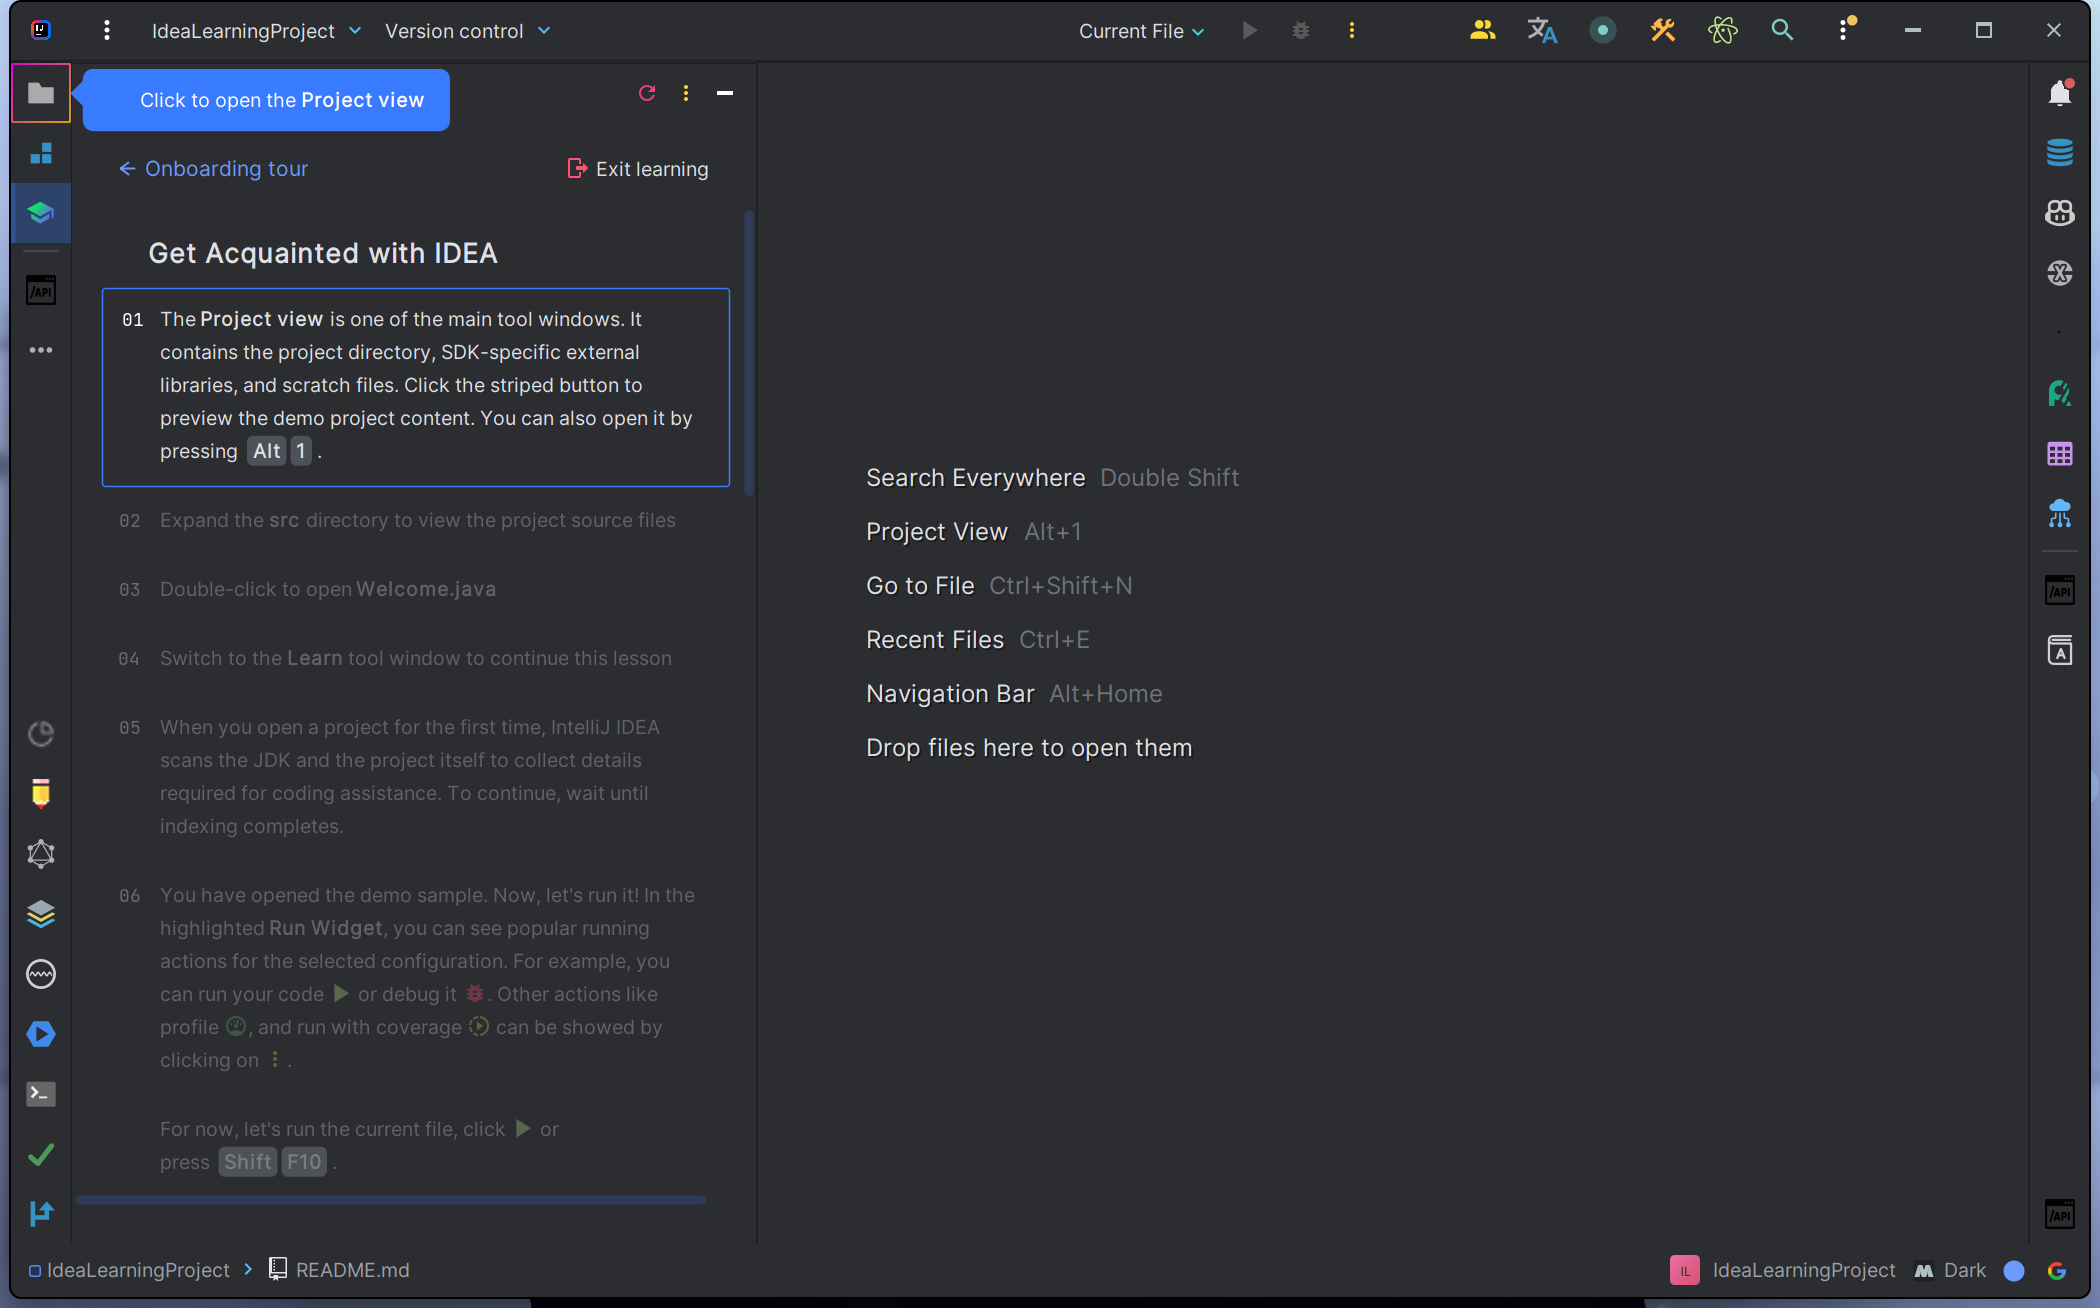 IdeaLearningProject
Version control
Current File
Click to open the Project view
Onboarding tour
Exit learning
Get Acquainted with IDEA
01 The Project view is one of the main tool windows. It
contains the project directory, SDK-specific external
libraries, and scratch files. Click the striped button to
preview the demo project content. You can also open it by
pressing Alt 1 .
02 Expand the src directory to view the project source files
03 Double-click to open Welcome.java
04 Switch to the Learn tool window to continue this lesson
05 When you open a project for the first time, IntelliJ IDEA
scans the JDK and the project itself to collect details
required for coding assistance. To continue, wait until
indexing completes.
06 You have opened the demo sample. Now, let's run it! In the
highlighted Run Widget, you can see popular running
actions for the selected configuration. For example, you
can run your code or debug it . Other actions like
profile , and run with coverage can be showed by
clicking on .
For now, let's run the current file, click or
press Shift F10 .
Search Everywhere Double Shift
Project View Alt+1
Go to File Ctrl+Shift+N
Recent Files Ctrl+E
Navigation Bar Alt+Home
Drop files here to open them
/API
/API
/API
IdeaLearningProject
README.md
IL
IdeaLearningProject
Dark